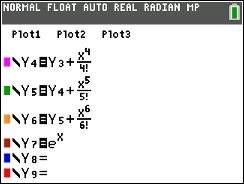 NORMAL FLOAT AUTO REAL RADIAN MP
Plot1 Plot2 Plot3
\Y₄=Y₃+x⁴/4!
\Y₅=Y₄+x⁵/5!
\Y₆=Y₅+x⁶/6!
\Y₇=eˣ
\Y₈=
\Y₉=